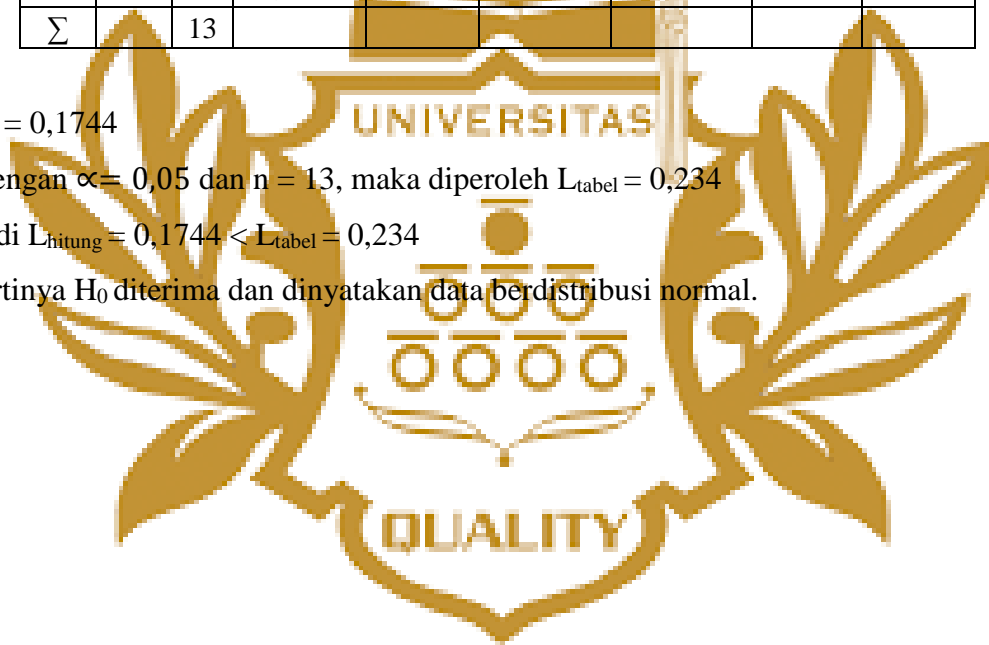 ∑ 13
= 0,1744
engan ∝= 0,05 dan n = 13, maka diperoleh Ltabel = 0,234
di Lhitung = 0,1744 < Ltabel = 0,234
rtinya H0 diterima dan dinyatakan data berdistribusi normal.
UNIVERSITAS
QUALITY